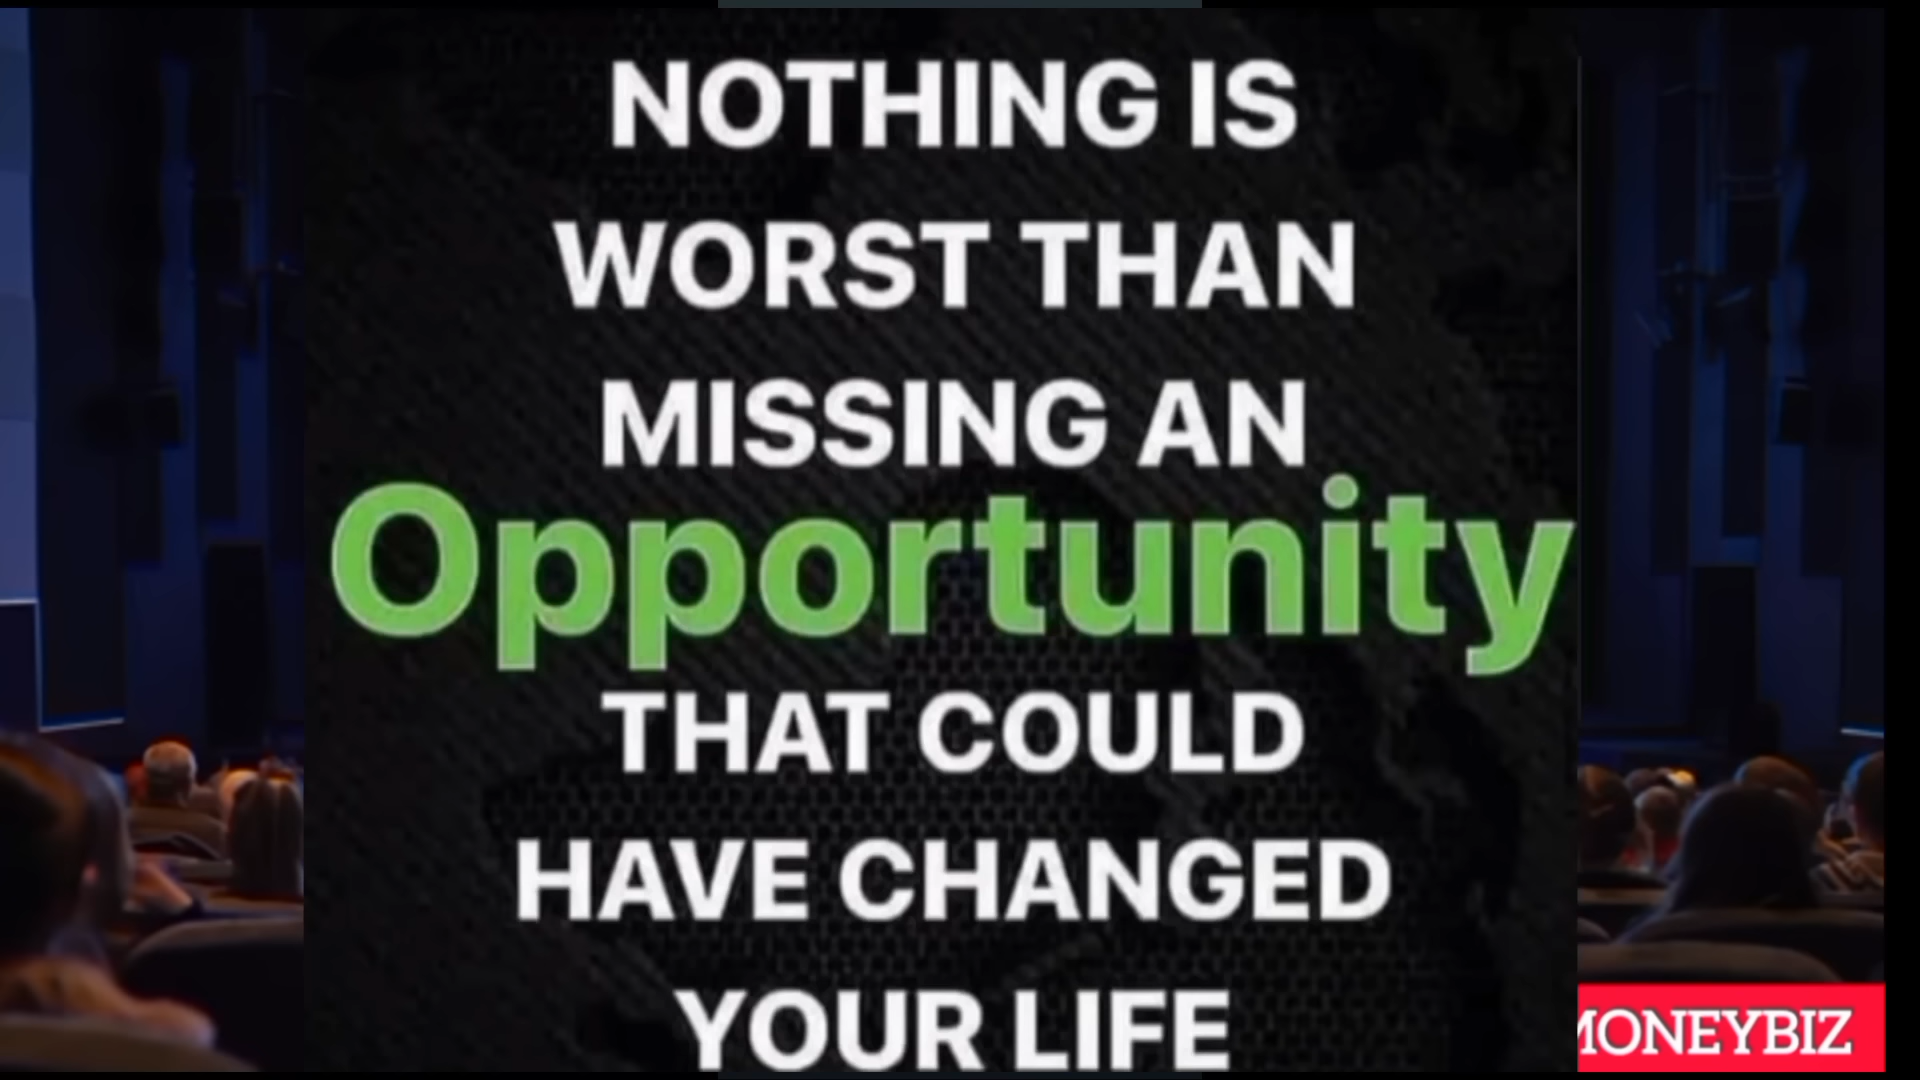 NOTHING IS
WORST THAN
MISSING AN
Opportunity
THAT COULD
HAVE CHANGED
YOUR LIFE
MONEYBIZ